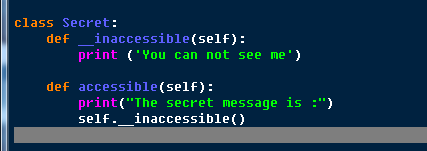 class Secret:
    def __inaccessible(self):
        print ('You can not see me')
    def accessible(self):
        print("The secret message is :")
        self.__inaccessible()